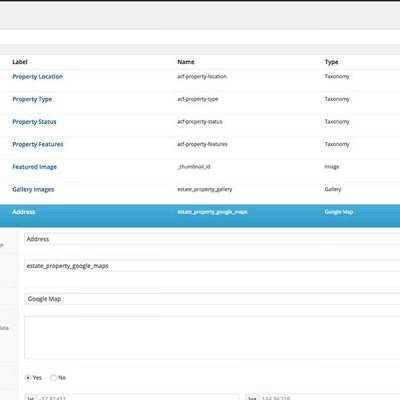 Label Name Type
Property Location acf-property-location Taxonomy
Property Type acf-property-type Taxonomy
Property Status acf-property-status Taxonomy
Property Features acf-property-features Taxonomy
Featured Image _thumbnail_id Image
Gallery Images estate_property_gallery Gallery
Address estate_property_google_maps Google Map
Address
estate_property_google_maps
Google Map
Yes No
lat -37.81411 lng 144.96328